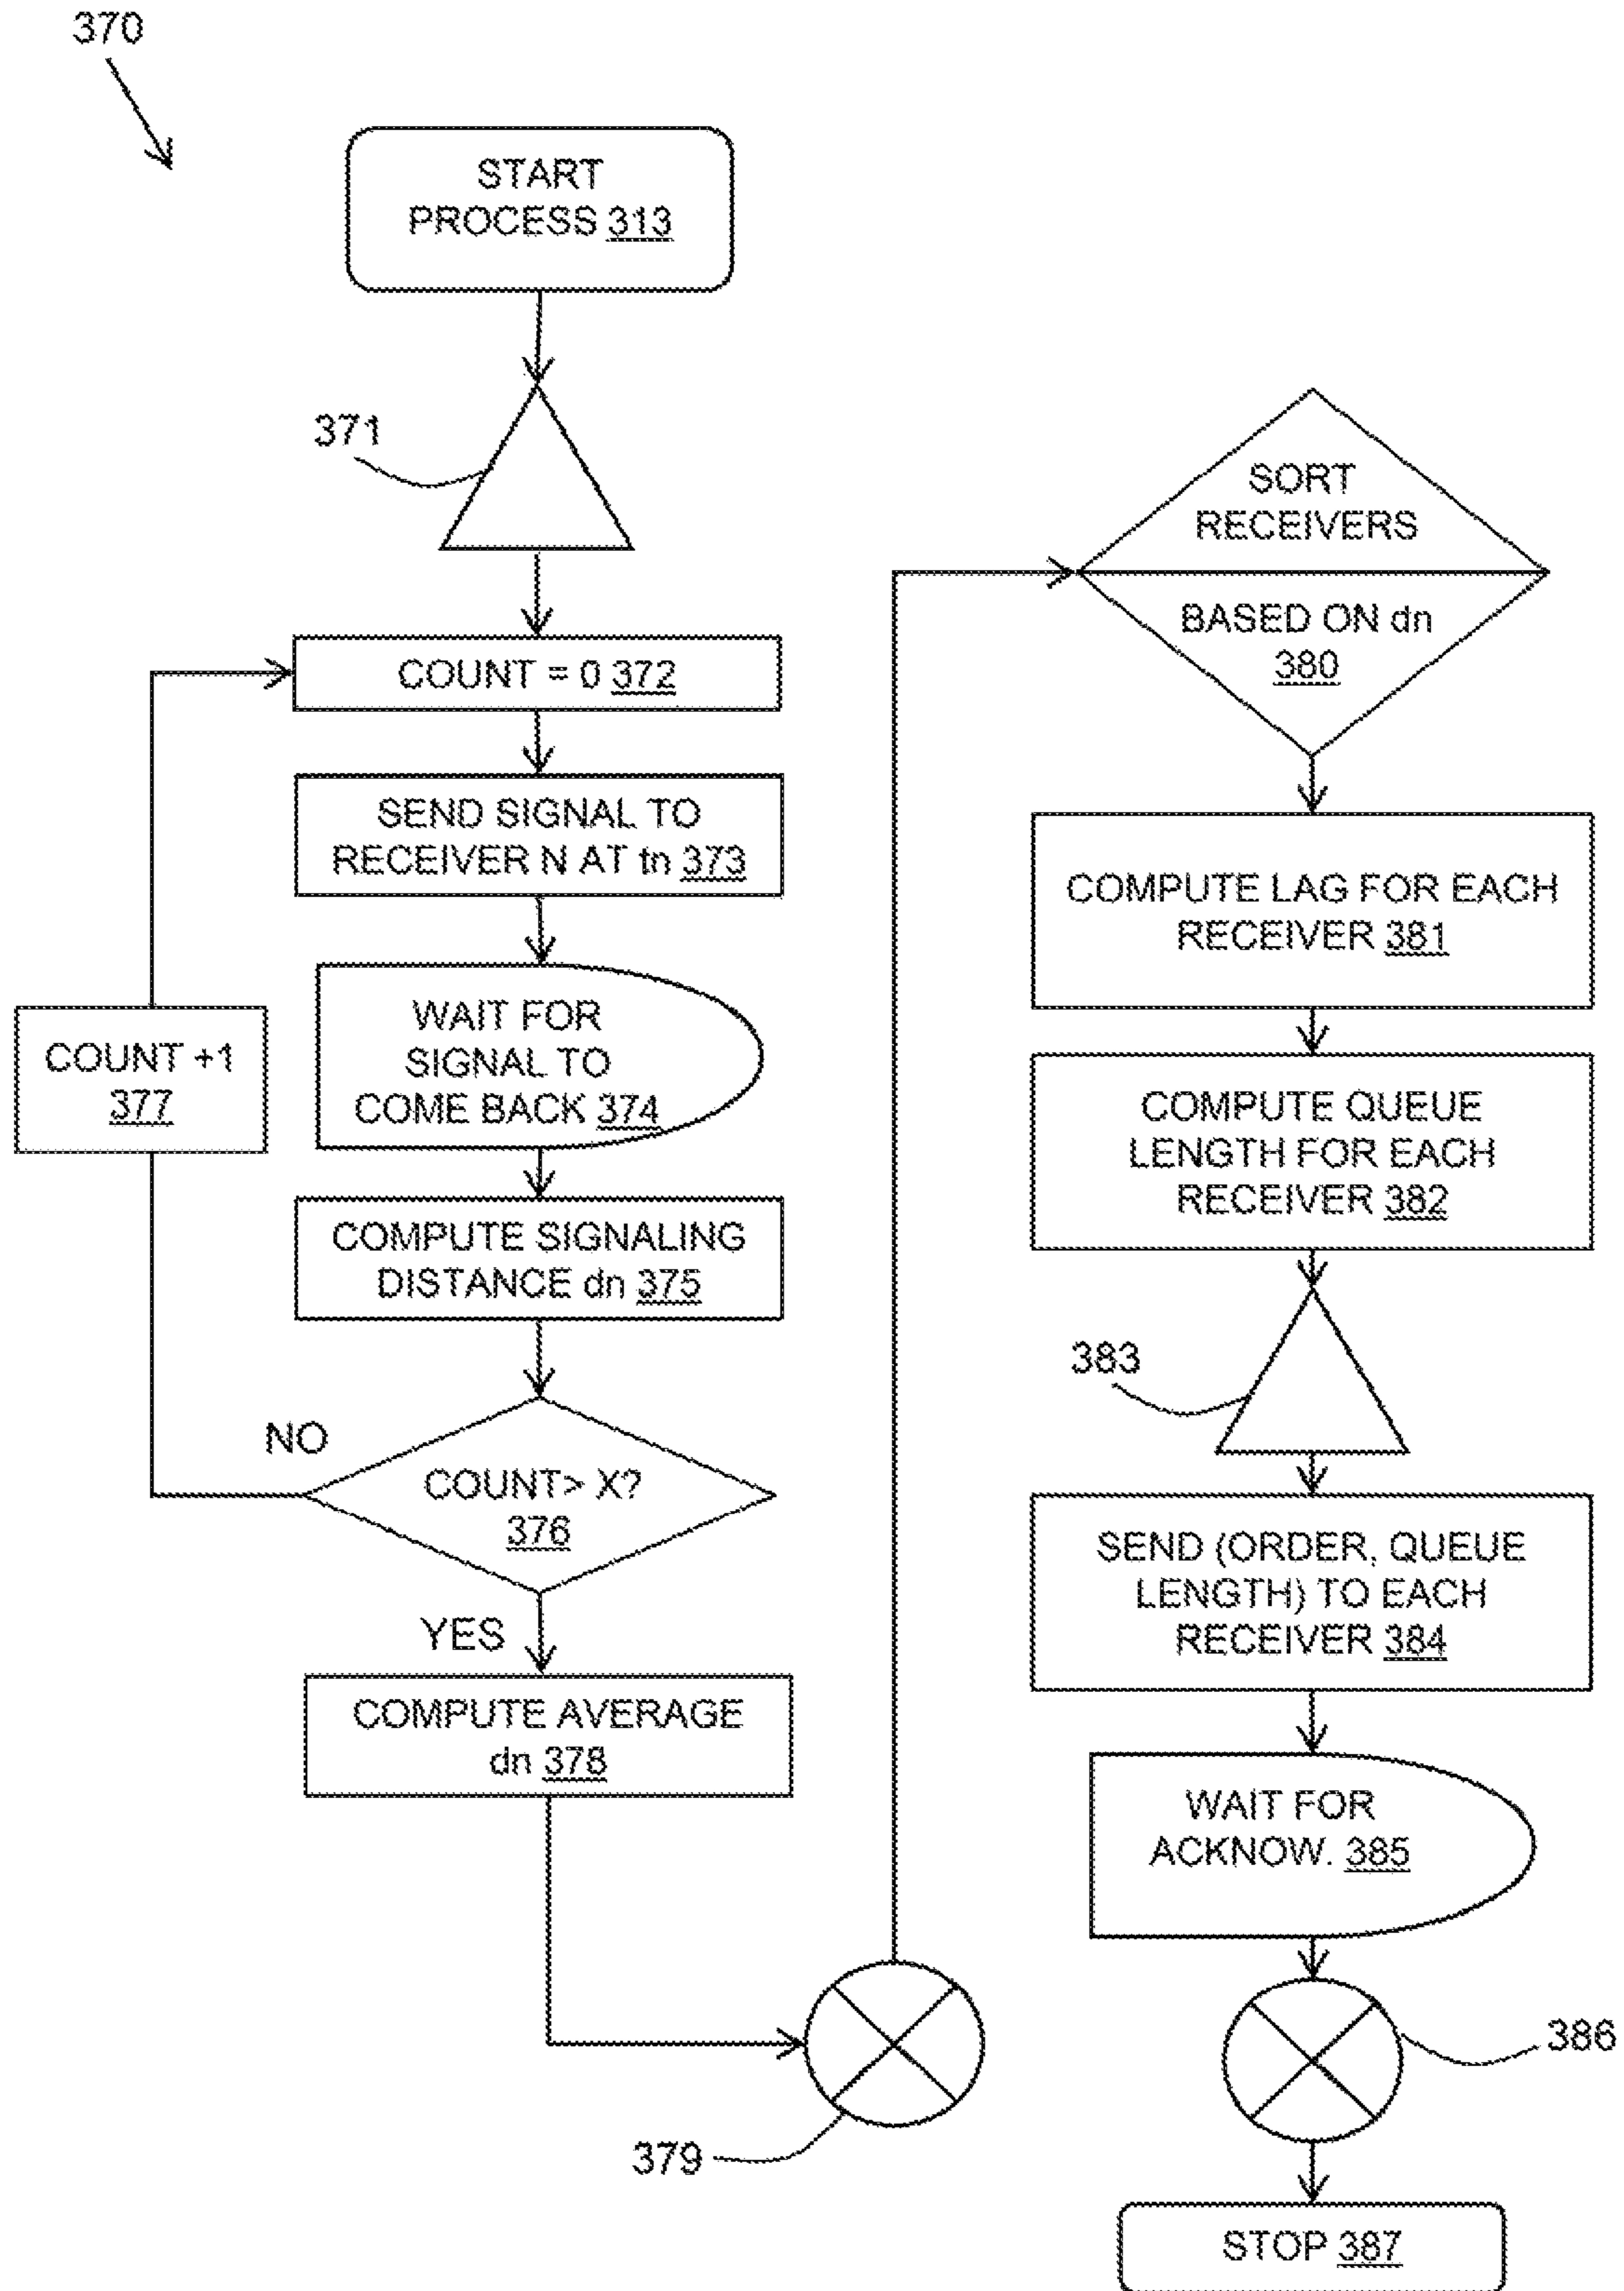 370
START
PROCESS 313
371
COUNT = 0 372
SEND SIGNAL TO
RECEIVER N AT tn 373
WAIT FOR
SIGNAL TO
COME BACK 374
COUNT +1
377
COMPUTE SIGNALING
DISTANCE dn 375
NO
COUNT> X?
376
YES
COMPUTE AVERAGE
dn 378
379
SORT
RECEIVERS
BASED ON dn
380
COMPUTE LAG FOR EACH
RECEIVER 381
COMPUTE QUEUE
LENGTH FOR EACH
RECEIVER 382
383
SEND (ORDER, QUEUE
LENGTH) TO EACH
RECEIVER 384
WAIT FOR
ACKNOW. 385
386
STOP 387